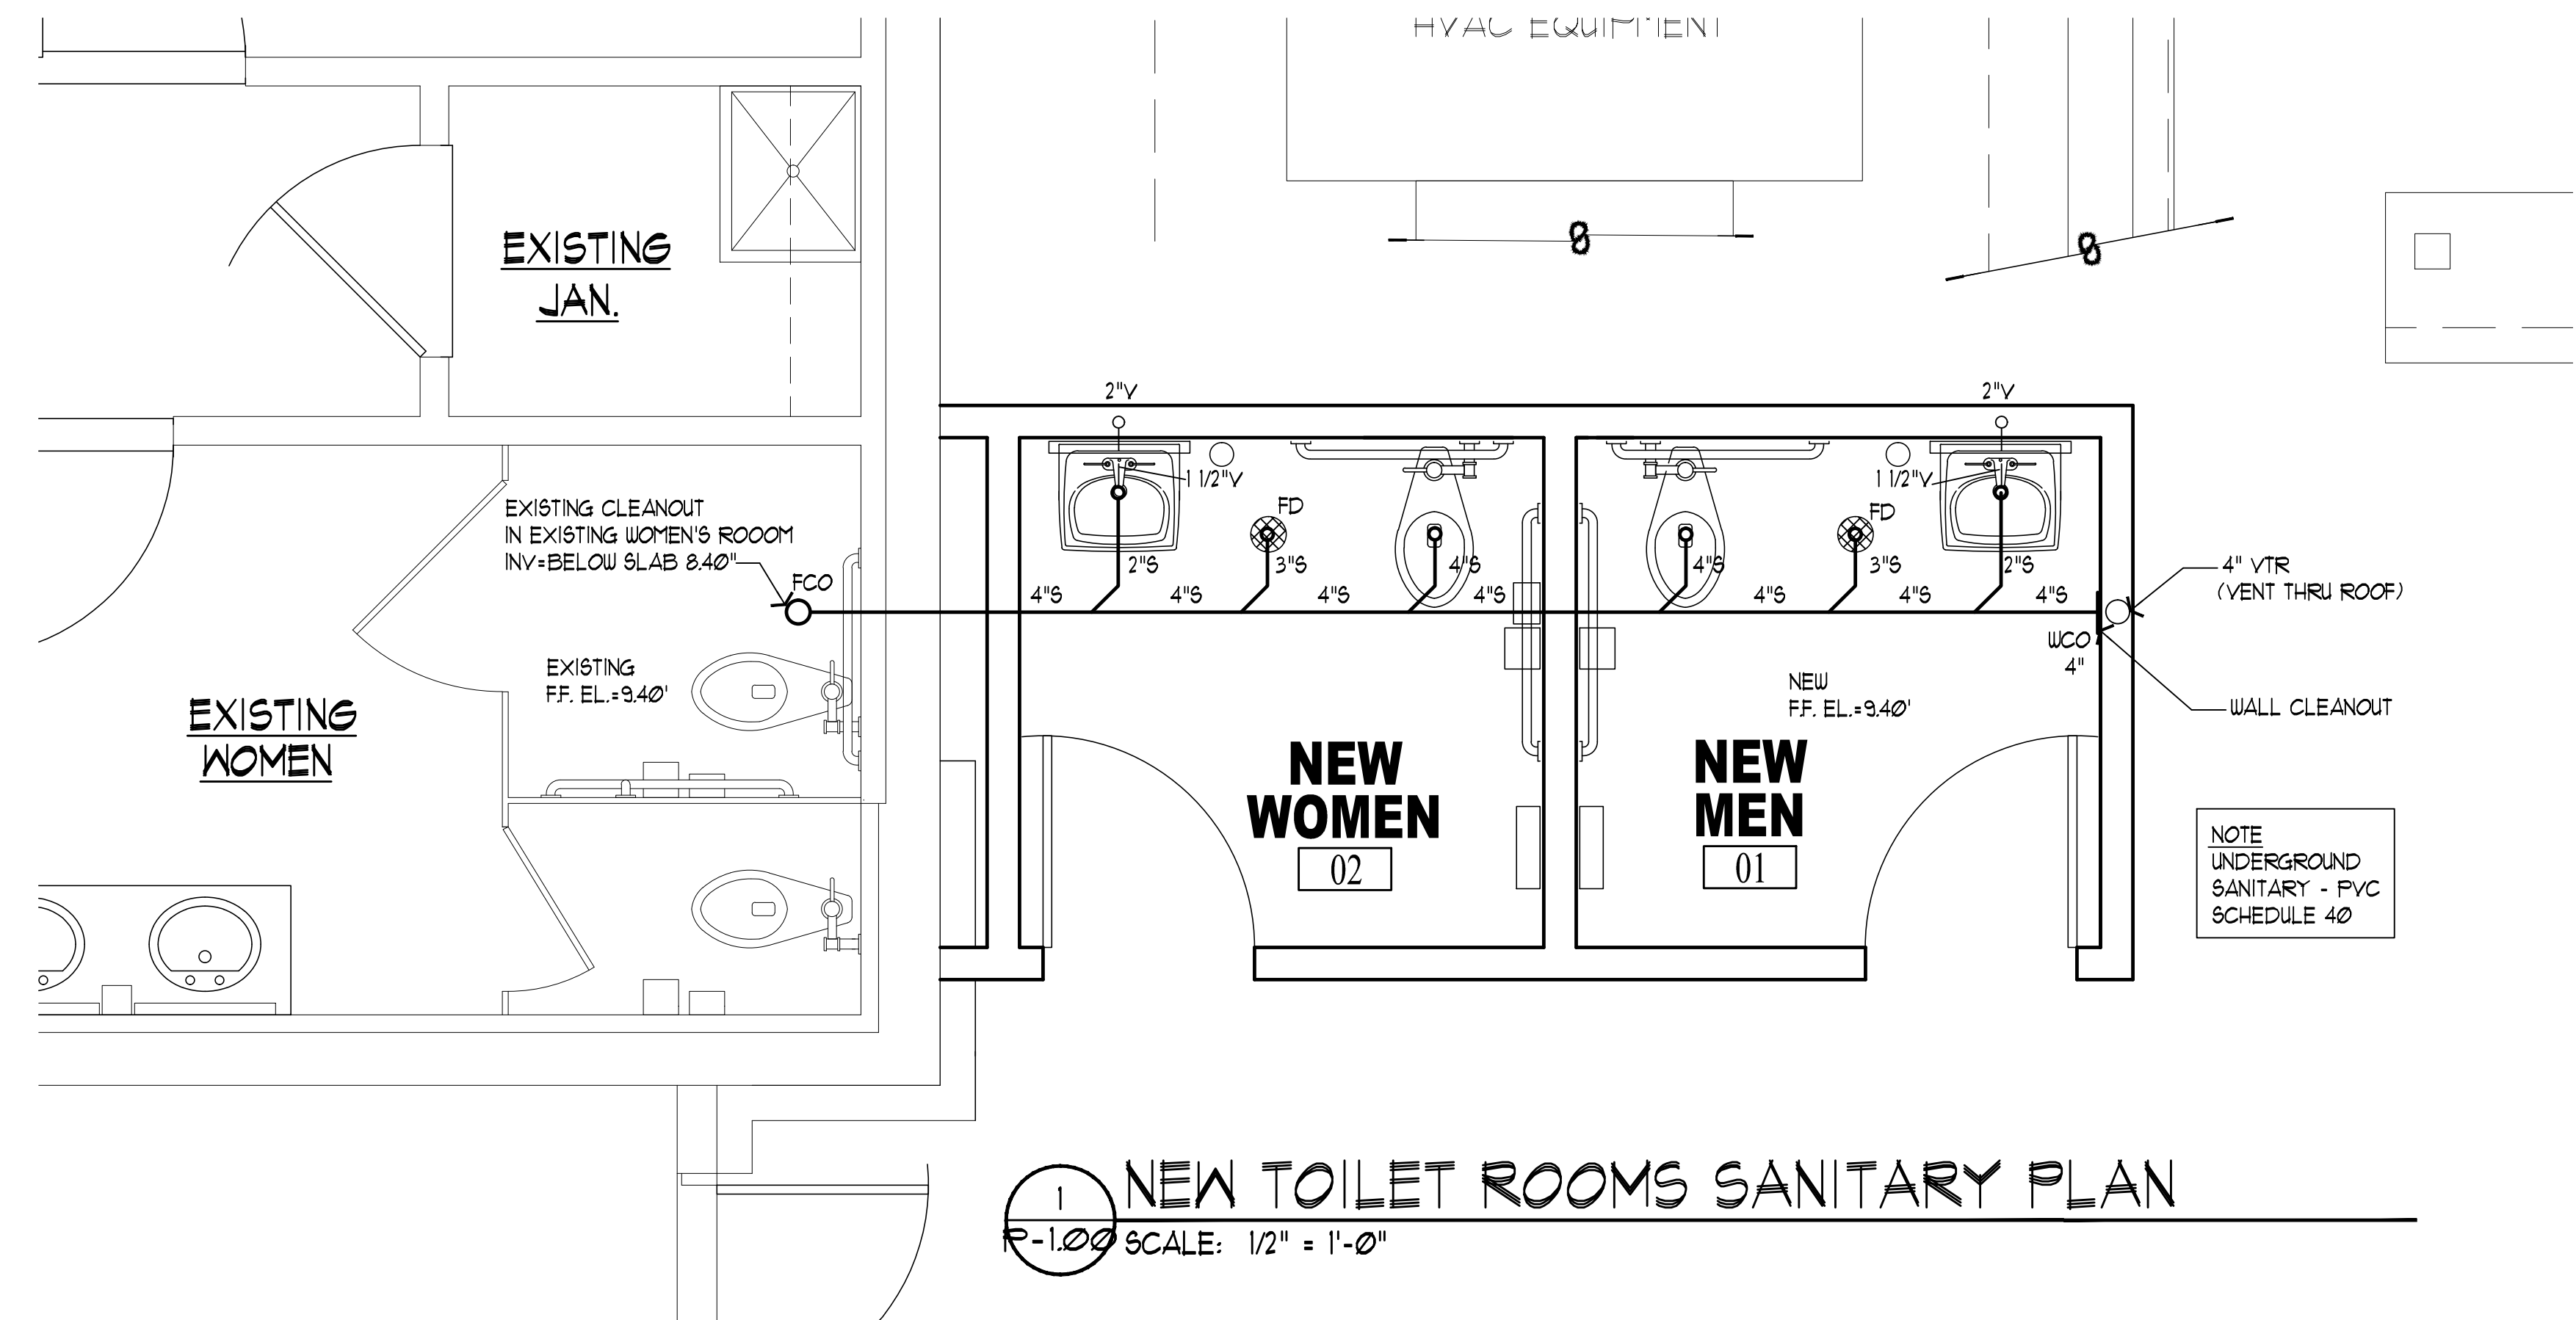 HVAC EQUIPMENT
8
8
EXISTING
JAN.
2"V
2"V
1 1/2"V
1 1/2"V
EXISTING CLEANOUT
IN EXISTING WOMEN'S ROOOM
INV=BELOW SLAB 8.40"
FCO
FD
FD
2"S
3"S
4"S
4"S
3"S
2"S
4"S
4"S
4"S
4"S
4"S
4"S
4"S
4" VTR
(VENT THRU ROOF)
WCO
4"
WALL CLEANOUT
EXISTING
F.F. EL.=9.40'
NEW
F.F. EL.=9.40'
EXISTING
WOMEN
NEW
WOMEN
02
NEW
MEN
01
NOTE
UNDERGROUND
SANITARY - PVC
SCHEDULE 40
1
P-1.00
NEW TOILET ROOMS SANITARY PLAN
SCALE: 1/2" = 1'-0"